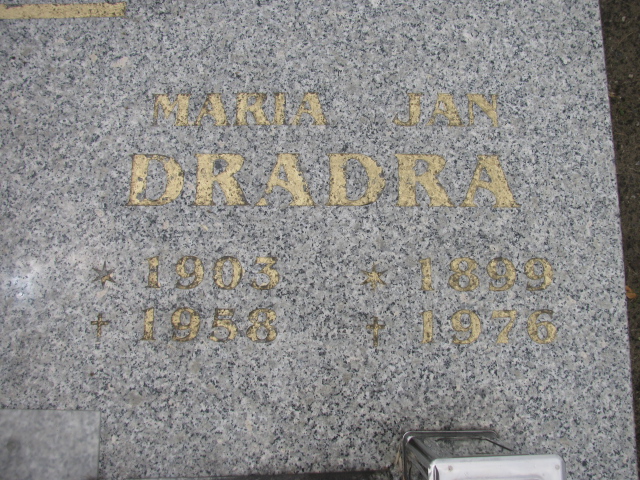 MARIA JAN
DRADRA
* 1903 * 1899
† 1958 † 1976